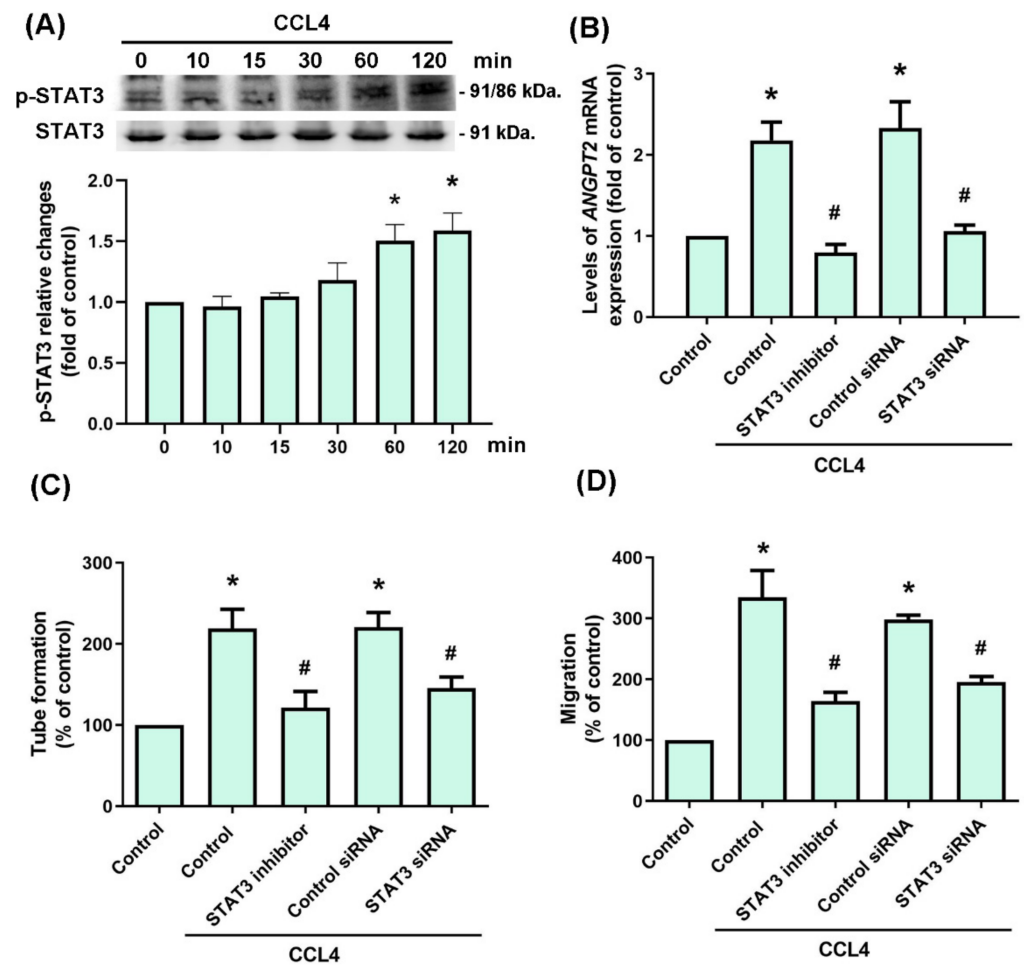 (A)
CCL4
0 10 15 30 60 120 min
p-STAT3
- 91/86 kDa.
STAT3
- 91 kDa.
p-STAT3 relative changes
(fold of control)
2.0
1.5
1.0
0.5
0.0
* *
0 10 15 30 60 120 min
(B)
Levels of ANGPT2 mRNA
expression (fold of control)
3
2
1
0
* # * #
Control
Control
STAT3 inhibitor
Control siRNA
STAT3 siRNA
CCL4
(C)
Tube formation
(% of control)
300
200
100
0
* # * #
Control
Control
STAT3 inhibitor
Control siRNA
STAT3 siRNA
CCL4
(D)
Migration
(% of control)
400
300
200
100
0
* # * #
Control
Control
STAT3 inhibitor
Control siRNA
STAT3 siRNA
CCL4